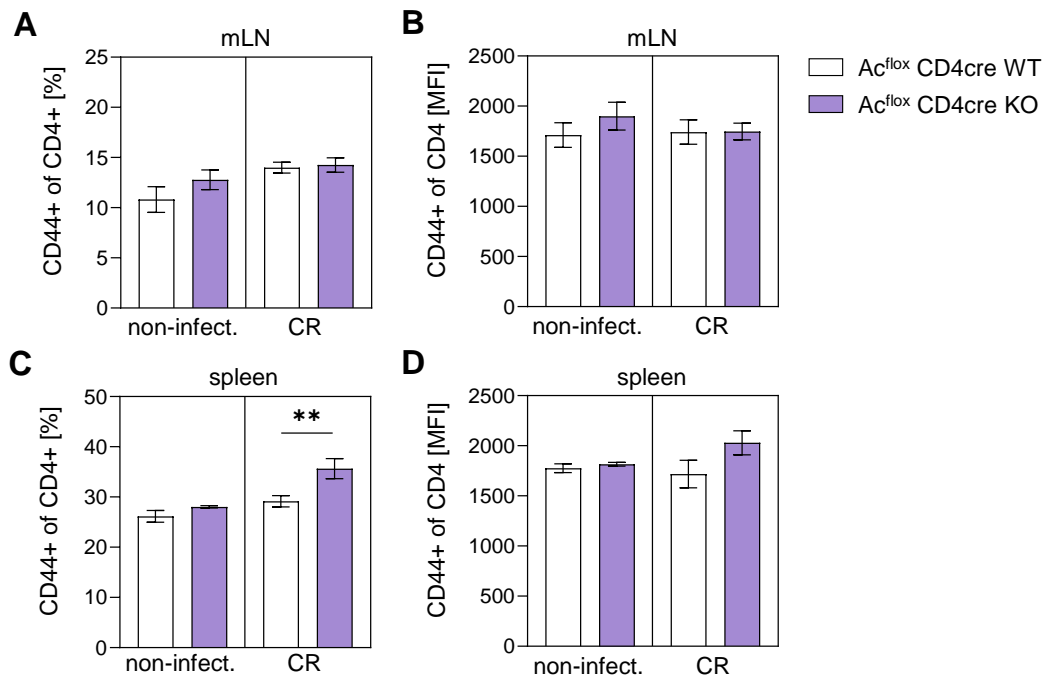 A
mLN
CD44+ of CD4+ [%]
25
20
15
10
5
0
non-infect.
CR
B
mLN
CD44+ of CD4 [MFI]
2500
2000
1500
1000
500
0
non-infect.
CR
Acflox CD4cre WT
Acflox CD4cre KO
C
spleen
CD44+ of CD4+ [%]
50
40
30
20
10
0
**
non-infect.
CR
D
spleen
CD44+ of CD4 [MFI]
2500
2000
1500
1000
500
0
non-infect.
CR